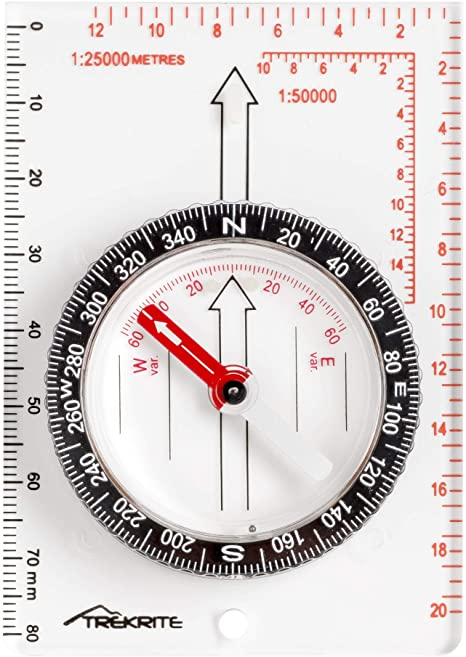 12 10 8 6 4 2
1:25000 METRES
10 8 6 4 2
1:50000
2 4 6 8 10 12 14
2 4 6 8 10 12 14 16 18 20
0 10 20 30 40 50 60 70 mm 80
N 20 40 60 80 E 100 120 140 160 S 200 220 240 260 W 280 300 320 340
60 20 20 40 60
W var.
E var.
TREKRITE